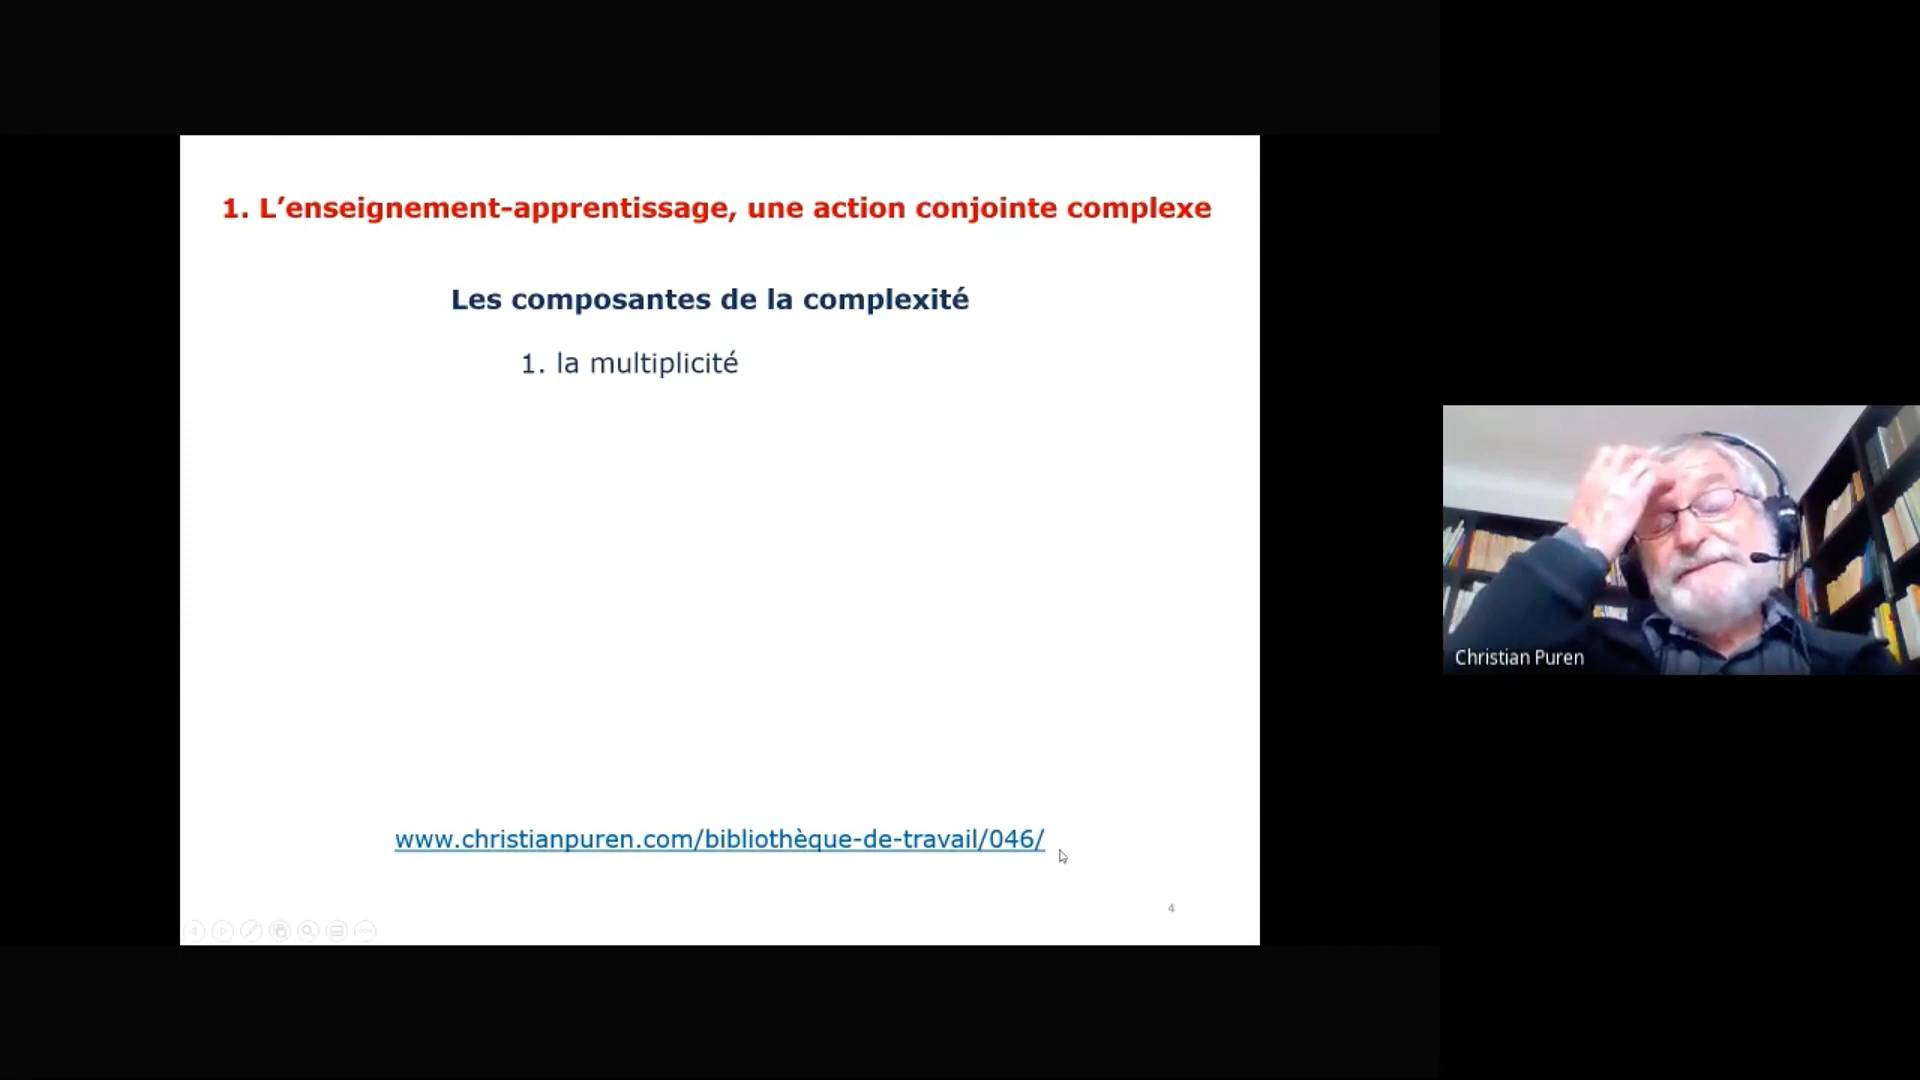 1. L’enseignement-apprentissage, une action conjointe complexe
Les composantes de la complexité
1. la multiplicité
www.christianpuren.com/bibliothèque-de-travail/046/
4
Christian Puren